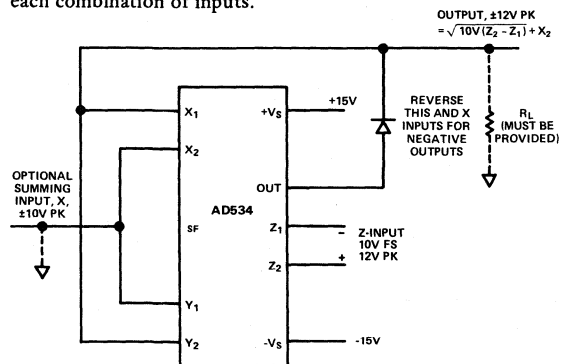 each combination of inputs.
OUTPUT, ±12V PK
= √10V (Z₂ - Z₁) + X₂
X₁
+Vₛ
+15V
REVERSE
THIS AND X
INPUTS FOR
NEGATIVE
OUTPUTS
R_L
(MUST BE
PROVIDED)
X₂
OPTIONAL
SUMMING
INPUT, X,
±10V PK
OUT
AD534
SF
Z₁
– Z-INPUT
10V FS
+ 12V PK
Z₂
Y₁
Y₂
-Vₛ
-15V